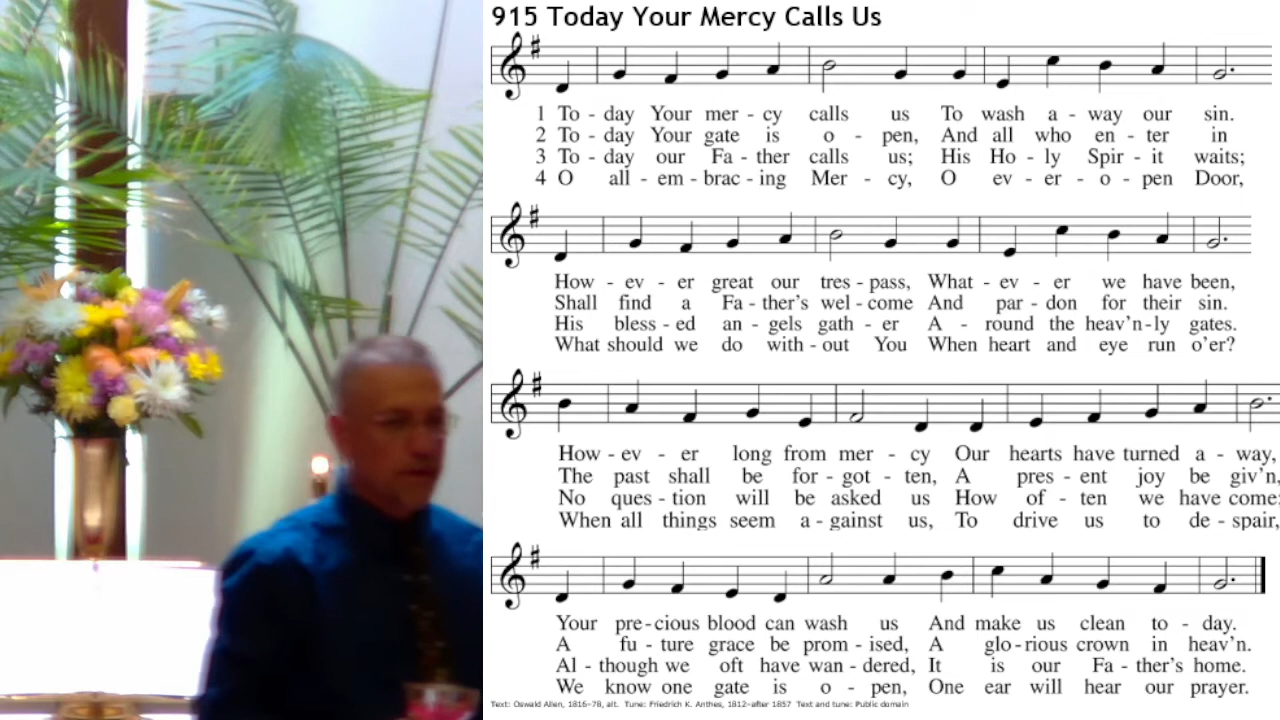 915 Today Your Mercy Calls Us
1 To - day Your mer - cy calls us To wash a - way our sin.
2 To - day Your gate is o - pen, And all who en - ter in
3 To - day our Fa - ther calls us; His Ho - ly Spir - it waits;
4 O all - em - brac - ing Mer - cy, O ev - er - o - pen Door,
How - ev - er great our tres - pass, What - ev - er we have been,
Shall find a Fa - ther's wel - come And par - don for their sin.
His bless - ed an - gels gath - er A - round the heav'n - ly gates.
What should we do with - out You When heart and eye run o'er?
How - ev - er long from mer - cy Our hearts have turned a - way,
The past shall be for - got - ten, A pres - ent joy be giv'n,
No ques - tion will be asked us How of - ten we have come;
When all things seem a - gainst us, To drive us to de - spair,
Your pre - cious blood can wash us And make us clean to - day.
A fu - ture grace be prom - ised, A glo - rious crown in heav'n.
Al - though we oft have wan - dered, It is our Fa - ther's home.
We know one gate is o - pen, One ear will hear our prayer.
Text: Oswald Allen, 1816–78, alt. Tune: Friedrich K. Anthes, 1812–after 1857 Text and tune: Public domain